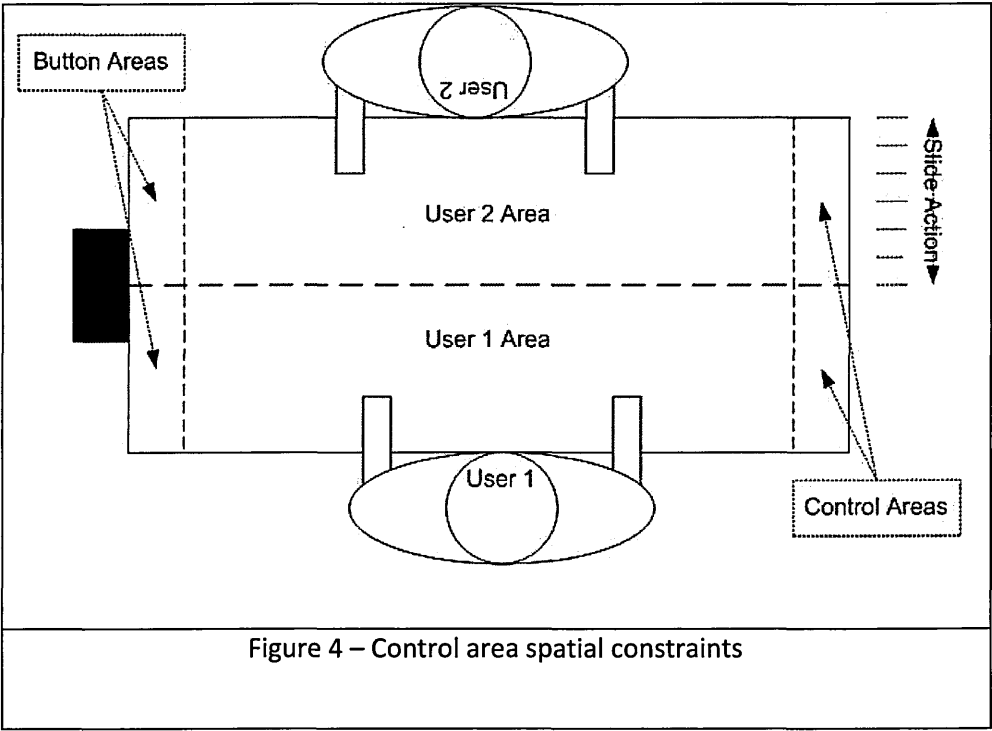 Button Areas
User 2
User 2 Area
Slide Action
User 1 Area
User 1
Control Areas
Figure 4 – Control area spatial constraints